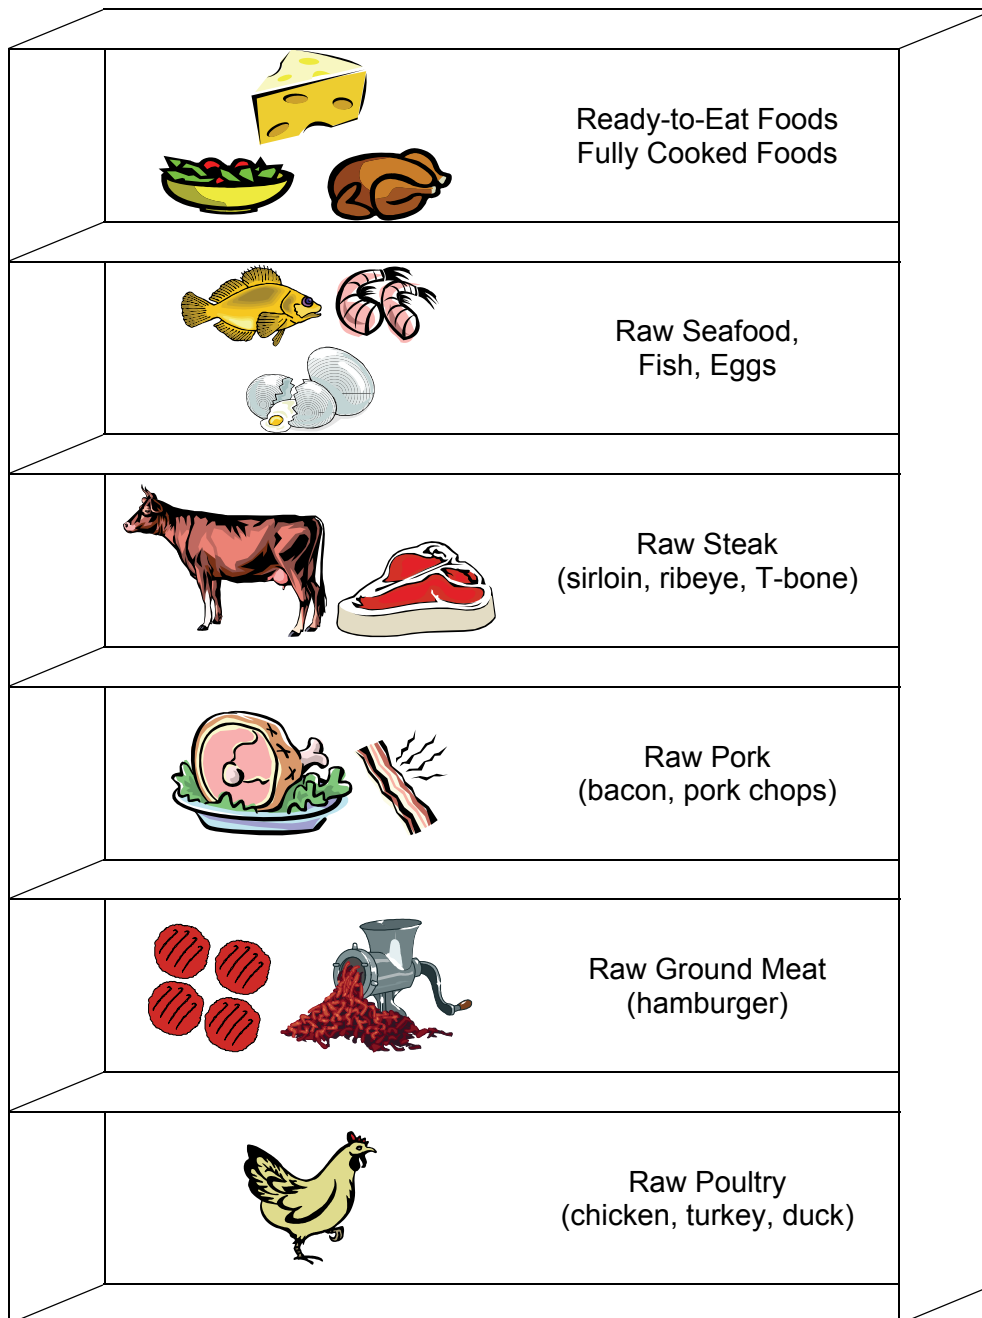 Ready-to-Eat Foods
Fully Cooked Foods
Raw Seafood,
Fish, Eggs
Raw Steak
(sirloin, ribeye, T-bone)
Raw Pork
(bacon, pork chops)
Raw Ground Meat
(hamburger)
Raw Poultry
(chicken, turkey, duck)